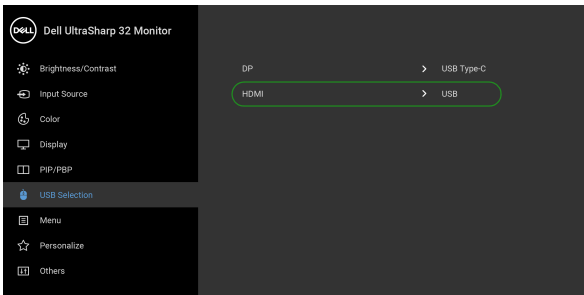 DELL Dell UltraSharp 32 Monitor
Brightness/Contrast
Input Source
Color
Display
PIP/PBP
USB Selection
Menu
Personalize
Others
DP > USB Type-C
HDMI > USB